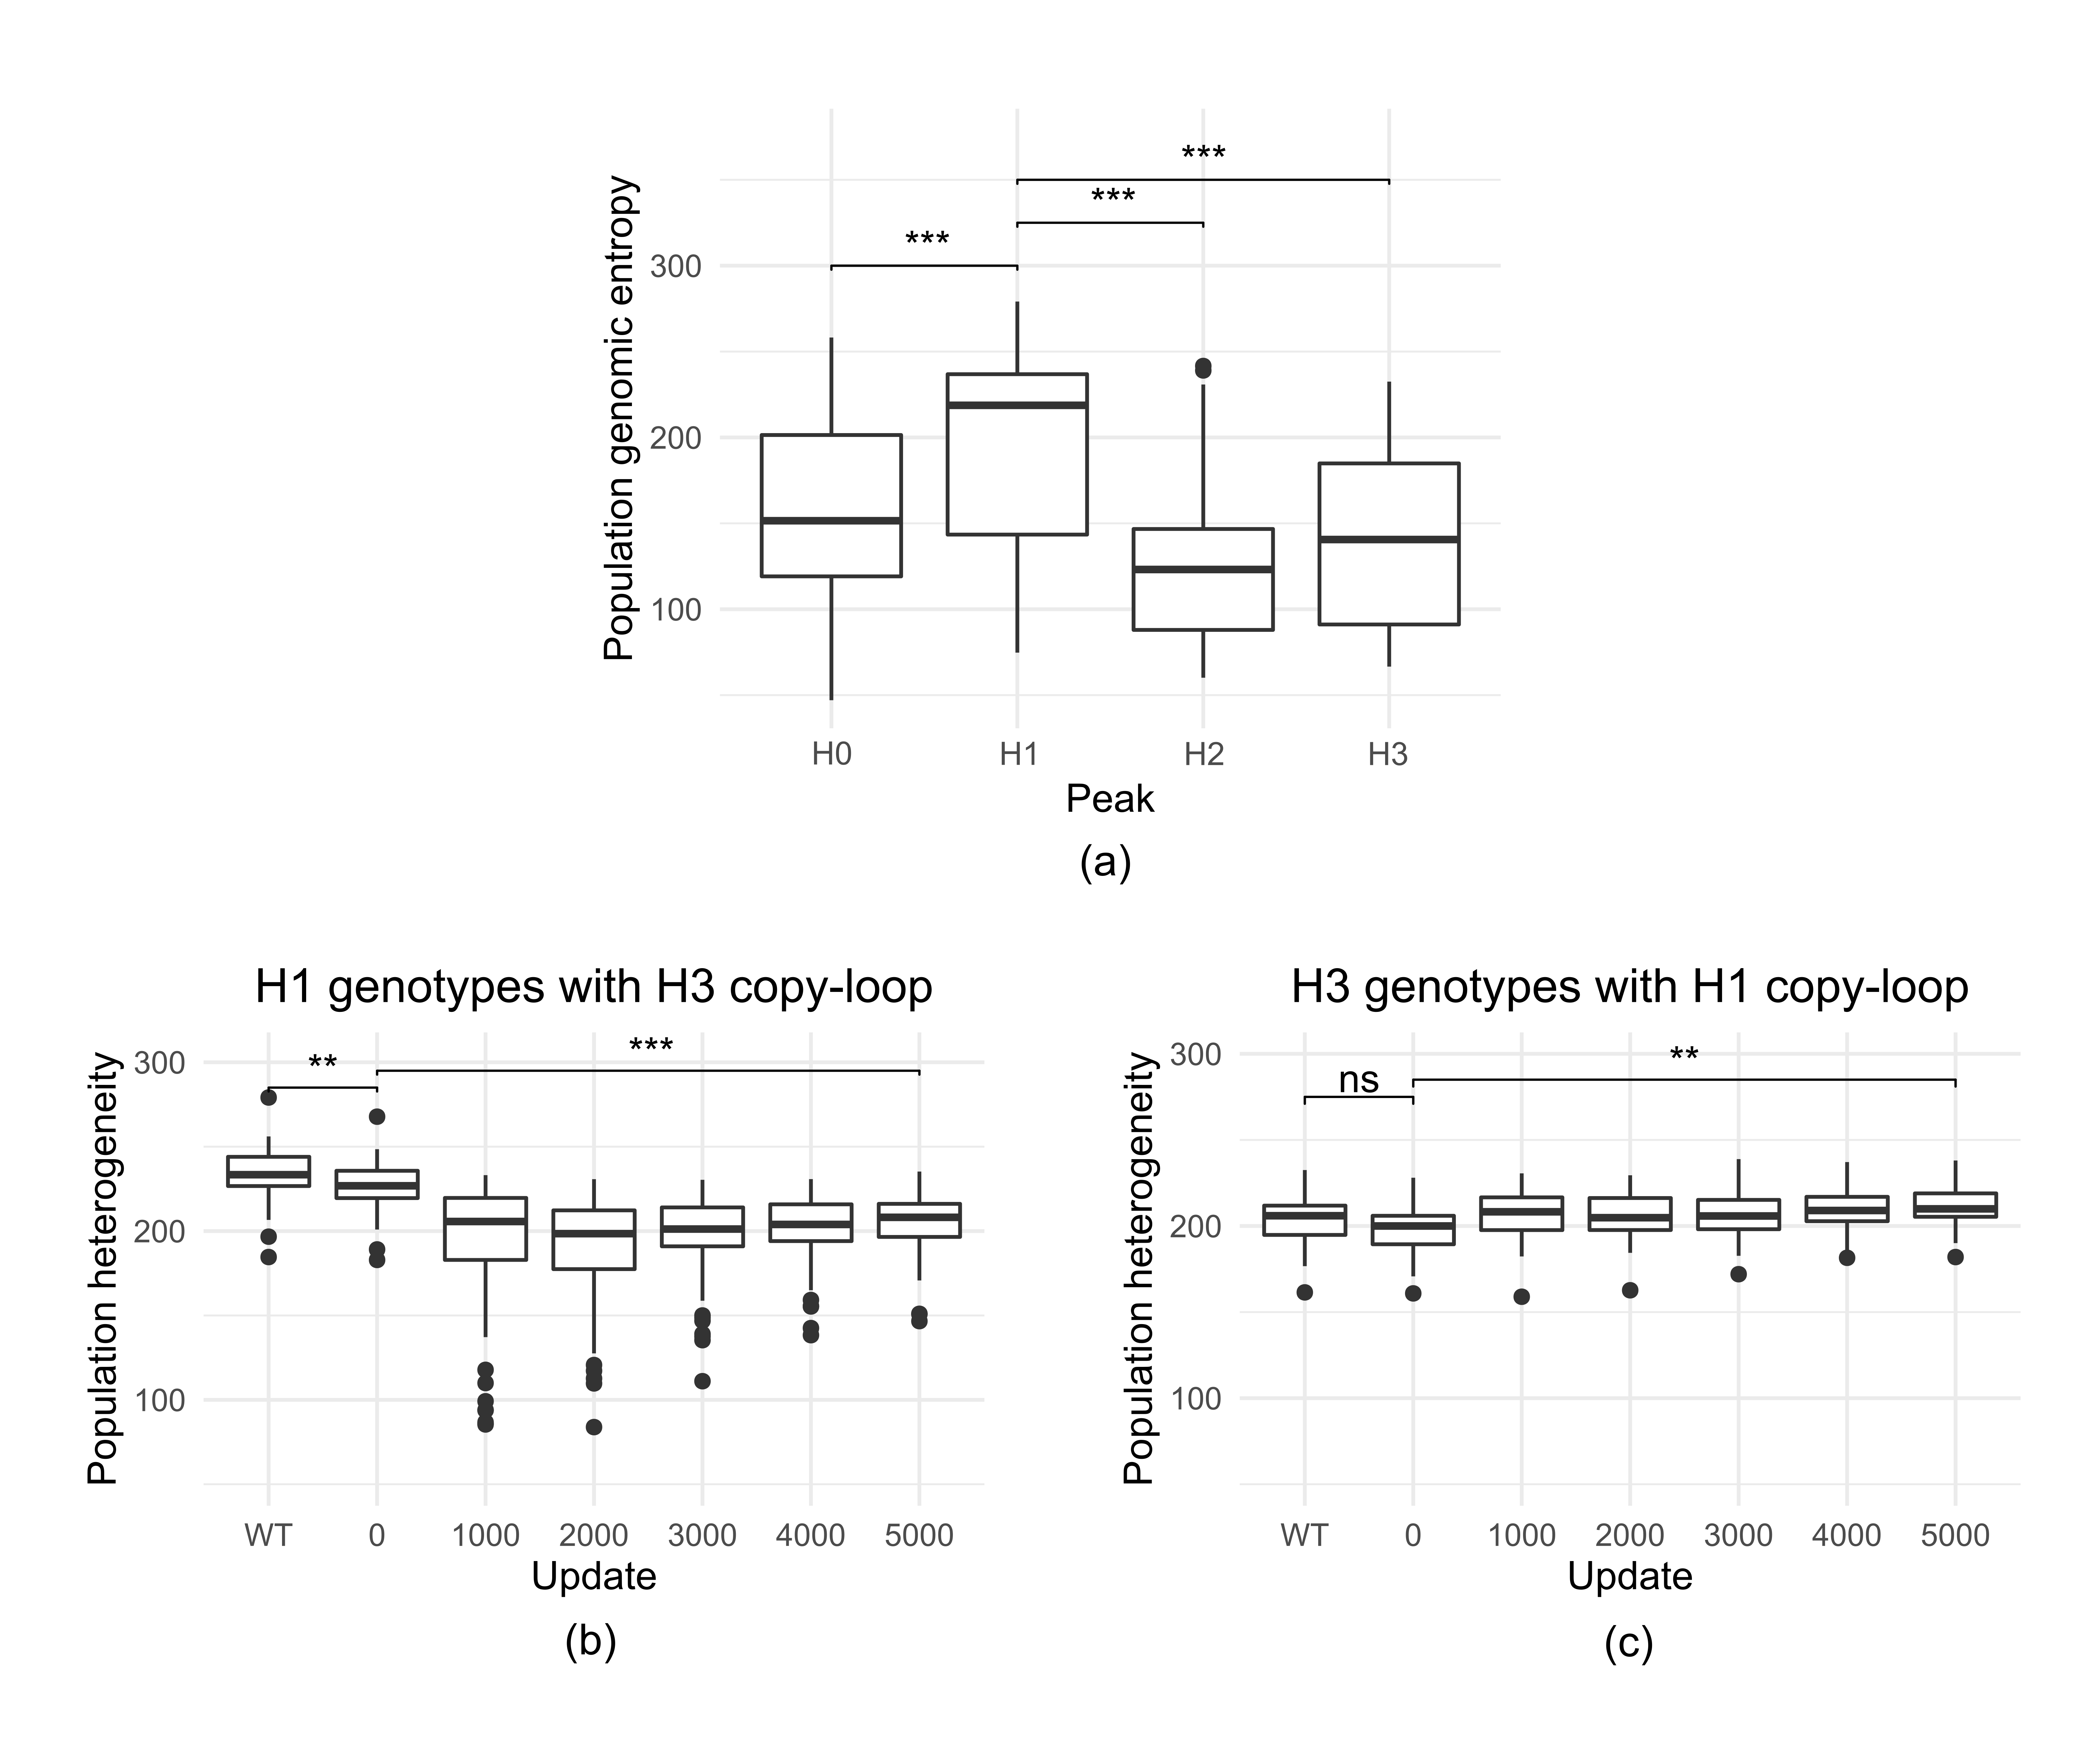 ***
***
***
Population genomic entropy
300
200
100
H0 H1 H2 H3
Peak
(a)
H1 genotypes with H3 copy-loop
** ***
Population heterogeneity
300
200
100
WT 0 1000 2000 3000 4000 5000
Update
(b)
H3 genotypes with H1 copy-loop
ns **
Population heterogeneity
300
200
100
WT 0 1000 2000 3000 4000 5000
Update
(c)